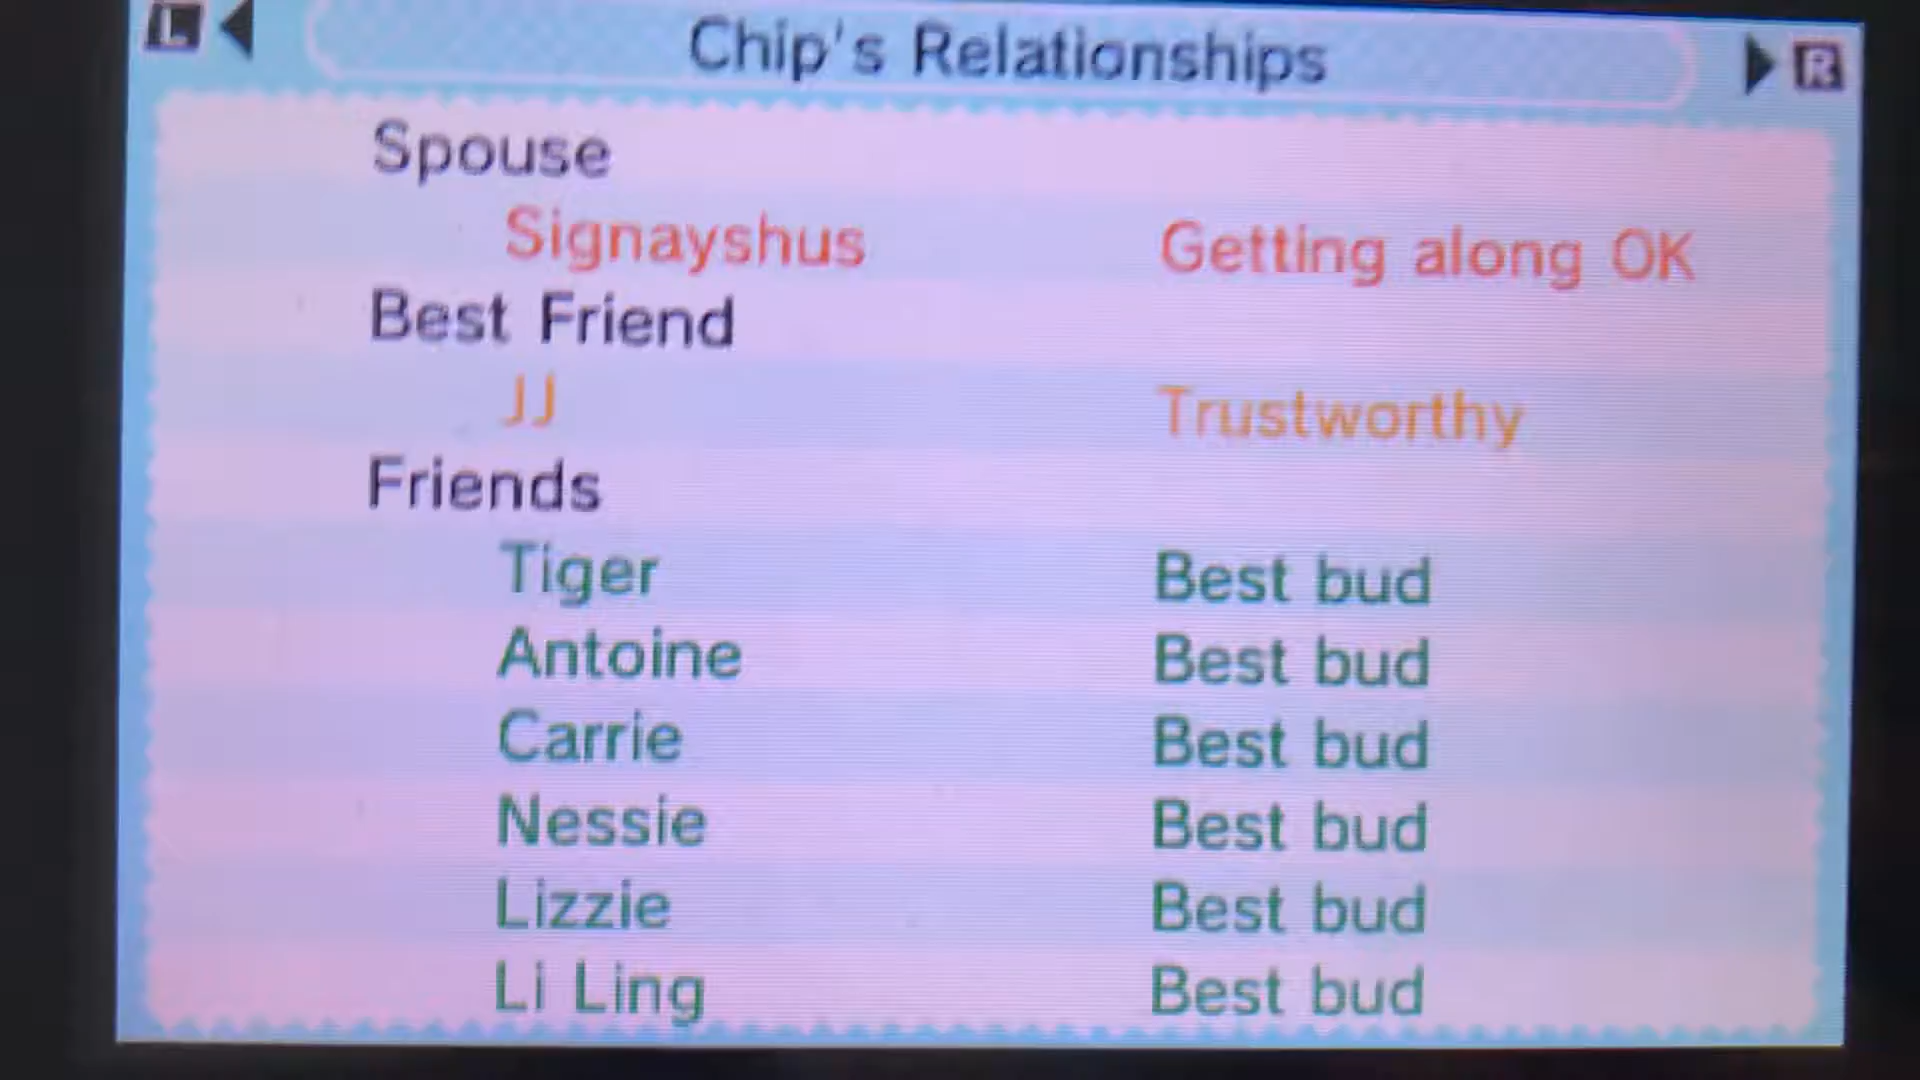 L Chip's Relationships R
Spouse
Signayshus Getting along OK
Best Friend
JJ Trustworthy
Friends
Tiger Best bud
Antoine Best bud
Carrie Best bud
Nessie Best bud
Lizzie Best bud
Li Ling Best bud